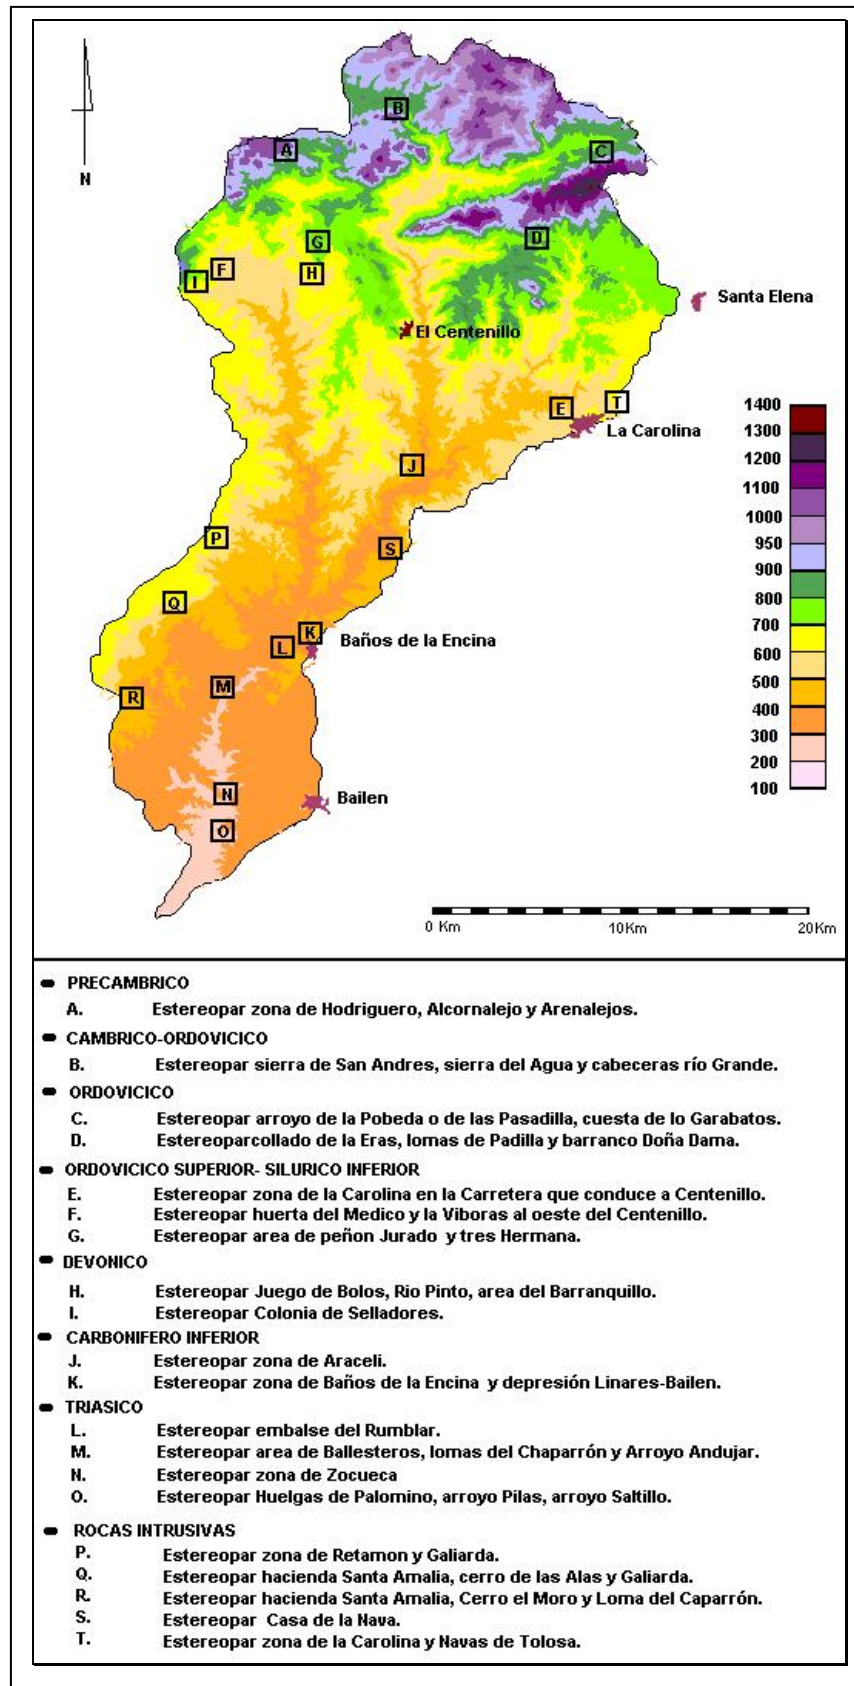 B
A
C
N
G
D
F
H
I
Santa Elena
El Centenillo
E
T
La Carolina
J
P
S
Q
K
L
Baños de la Encina
M
R
N
Bailen
O
1400
1300
1200
1100
1000
950
900
800
700
600
500
400
300
200
100
0 Km 10Km 20Km
PRECAMBRICO
A. Estereopar zona de Hodriguero, Alcornalejo y Arenalejos.
CAMBRICO-ORDOVICICO
B. Estereopar sierra de San Andres, sierra del Agua y cabeceras río Grande.
ORDOVICICO
C. Estereopar arroyo de la Pobeda o de las Pasadilla, cuesta de lo Garabatos.
D. Estereoparcollado de la Eras, lomas de Padilla y barranco Doña Dama.
ORDOVICICO SUPERIOR- SILURICO INFERIOR
E. Estereopar zona de la Carolina en la Carretera que conduce a Centenillo.
F. Estereopar huerta del Medico y la Viboras al oeste del Centenillo.
G. Estereopar area de peñon Jurado y tres Hermana.
DEVONICO
H. Estereopar Juego de Bolos, Rio Pinto, area del Barranquillo.
I. Estereopar Colonia de Selladores.
CARBONIFERO INFERIOR
J. Estereopar zona de Araceli.
K. Estereopar zona de Baños de la Encina y depresión Linares-Bailen.
TRIASICO
L. Estereopar embalse del Rumblar.
M. Estereopar area de Ballesteros, lomas del Chaparrón y Arroyo Andujar.
N. Estereopar zona de Zocueca
O. Estereopar Huelgas de Palomino, arroyo Pilas, arroyo Saltillo.
ROCAS INTRUSIVAS
P. Estereopar zona de Retamon y Galiarda.
Q. Estereopar hacienda Santa Amalia, cerro de las Alas y Galiarda.
R. Estereopar hacienda Santa Amalia, Cerro el Moro y Loma del Caparrón.
S. Estereopar Casa de la Nava.
T. Estereopar zona de la Carolina y Navas de Tolosa.